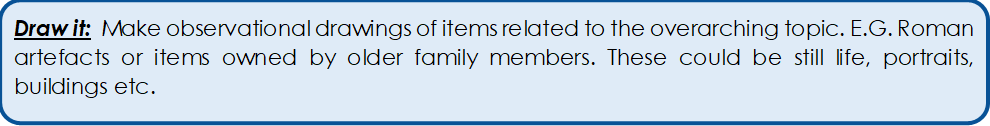 Draw it: Make observational drawings of items related to the overarching topic. E.G. Roman
artefacts or items owned by older family members. These could be still life, portraits,
buildings etc.